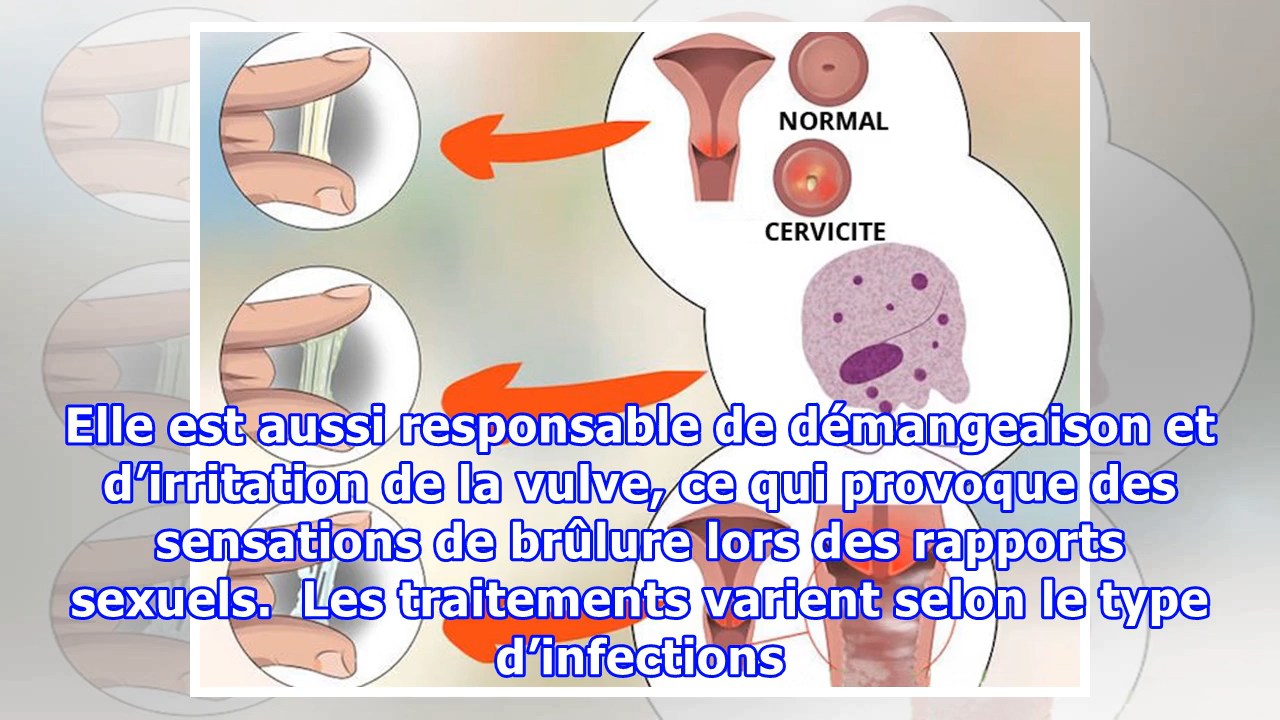 NORMAL
CERVICITE
Elle est aussi responsable de démangeaison et
d’irritation de la vulve, ce qui provoque des
sensations de brûlure lors des rapports
sexuels.  Les traitements varient selon le type
d’infections